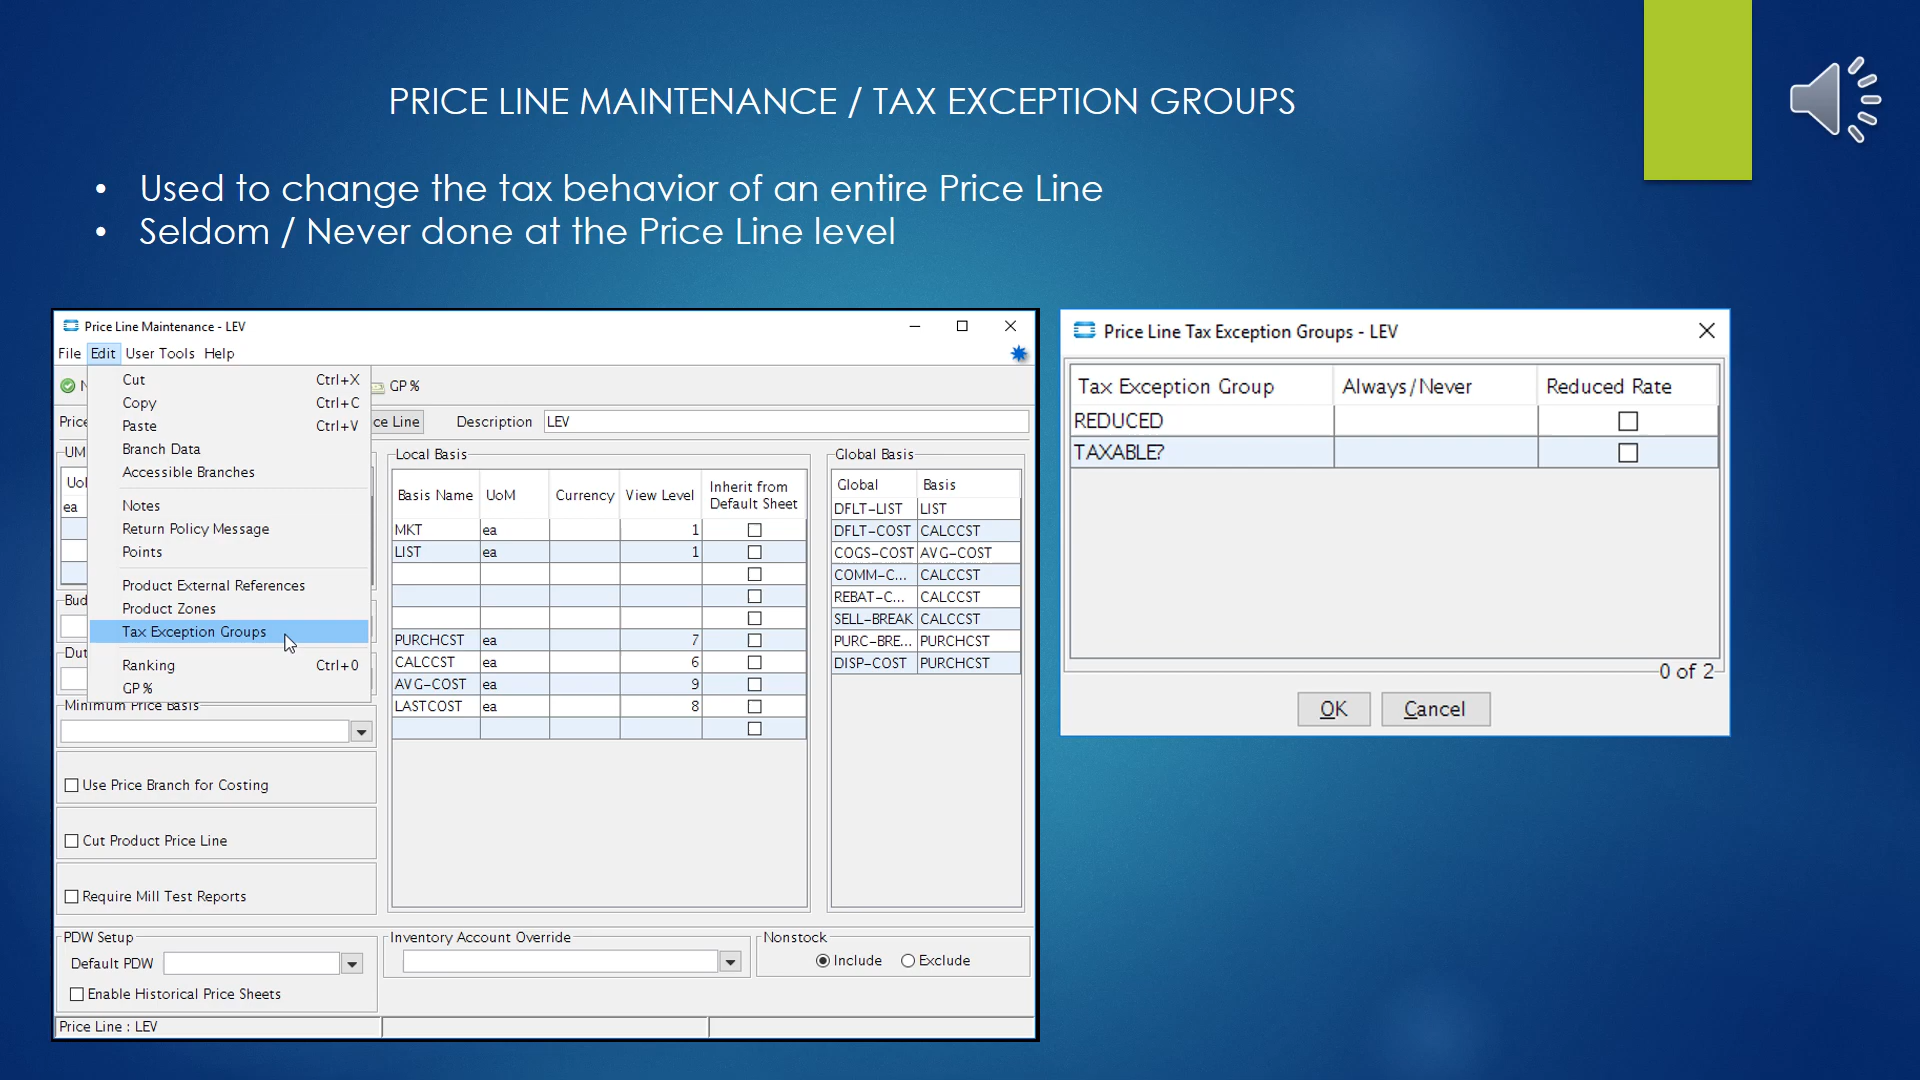 PRICE LINE MAINTENANCE / TAX EXCEPTION GROUPS
• Used to change the tax behavior of an entire Price Line
• Seldom / Never done at the Price Line level
Price Line Maintenance - LEV
File Edit User Tools Help
GP %
Cut Ctrl+X
Copy Ctrl+C
Paste Ctrl+V
Branch Data
Accessible Branches
Notes
Return Policy Message
Points
Product External References
Product Zones
Tax Exception Groups
Ranking Ctrl+0
GP %
Description LEV
Local Basis
Basis Name UoM Currency View Level Inherit from
Default Sheet
MKT ea 1
LIST ea 1
PURCHCST ea 7
CALCCST ea 6
AVG-COST ea 9
LASTCOST ea 8
Global Basis
Global Basis
DFLT-LIST LIST
DFLT-COST CALCCST
COGS-COST AVG-COST
COMM-C... CALCCST
REBAT-C... CALCCST
SELL-BREAK CALCCST
PURC-BRE... PURCHCST
DISP-COST PURCHCST
ea
Minimum Price Basis
Use Price Branch for Costing
Cut Product Price Line
Require Mill Test Reports
PDW Setup
Default PDW
Enable Historical Price Sheets
Inventory Account Override
Nonstock
Include Exclude
Price Line : LEV
Price Line Tax Exception Groups - LEV
Tax Exception Group Always/Never Reduced Rate
REDUCED
TAXABLE?
0 of 2
OK Cancel